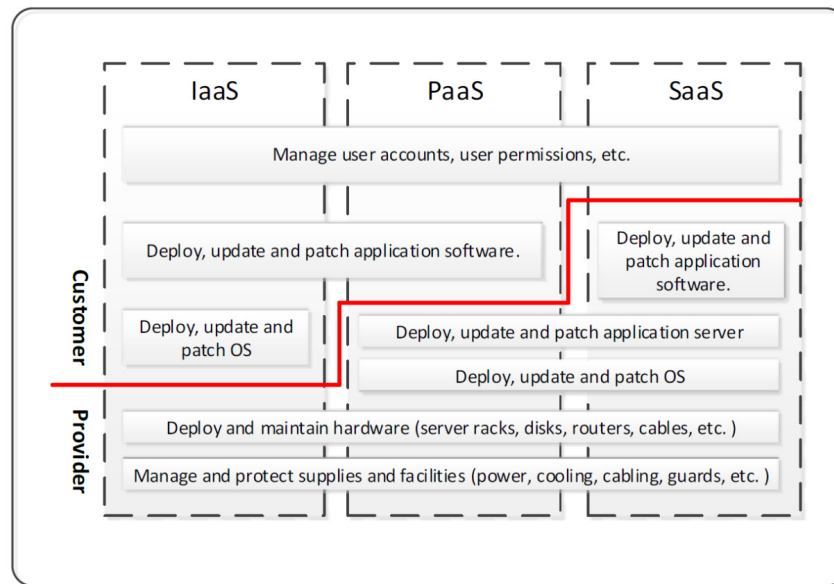 IaaS
PaaS
SaaS
Manage user accounts, user permissions, etc.
Deploy, update and patch application software.
Deploy, update and
patch application
software.
Customer
Deploy, update and
patch OS
Deploy, update and patch application server
Deploy, update and patch OS
Provider
Deploy and maintain hardware (server racks, disks, routers, cables, etc. )
Manage and protect supplies and facilities (power, cooling, cabling, guards, etc. )